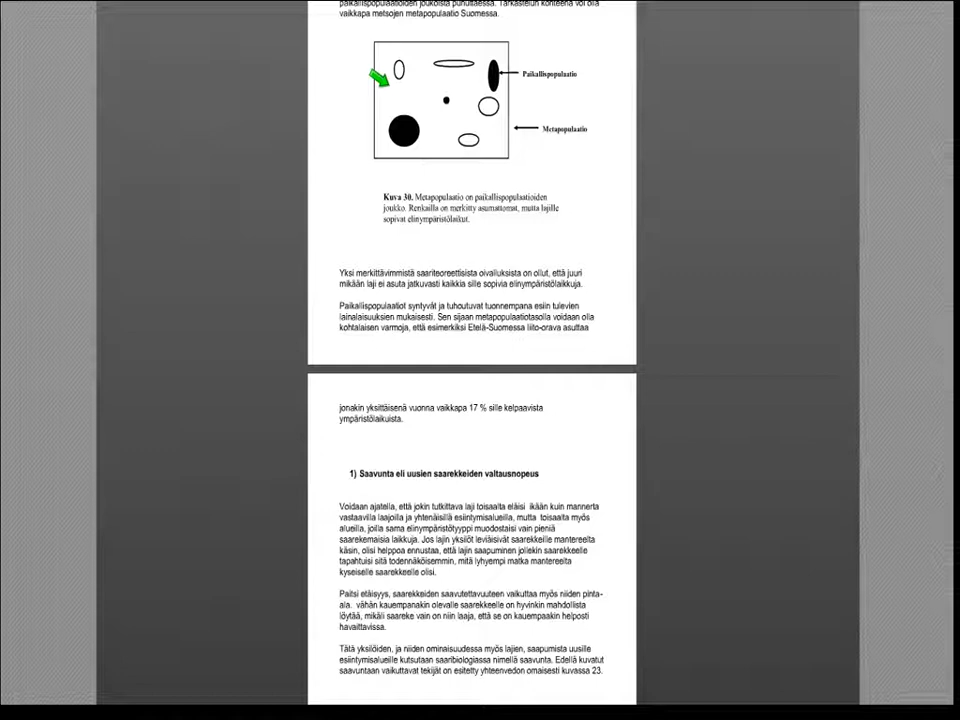 paikallispopulaatioiden joukoista puhuttaessa. Tarkastelun kohteena voi olla
vaikkapa metsojen metapopulaatio Suomessa.
Paikallispopulaatio
Metapopulaatio
Kuva 30. Metapopulaatio on paikallispopulaatioiden
joukko. Renkailla on merkitty asumattomat, mutta lajille
sopivat elinympäristölaikut.
Yksi merkittävimmistä saariteoreettisista oivalluksista on ollut, että juuri
mikään laji ei asuta jatkuvasti kaikkia sille sopivia elinympäristölaikkuja.
Paikallispopulaatiot syntyvät ja tuhoutuvat tuonnempana esiin tulevien
lainalaisuuksien mukaisesti. Sen sijaan metapopulaatiotasolla voidaan olla
kohtalaisen varmoja, että esimerkiksi Etelä-Suomessa liito-orava asuttaa
jonakin yksittäisenä vuonna vaikkapa 17 % sille kelpaavista
ympäristölaikuista.
1) Saavunta eli uusien saarekkeiden valtausnopeus
Voidaan ajatella, että jokin tutkittava laji toisaalta eläisi ikään kuin mannerta
vastaavilla laajoilla ja yhtenäisillä esiintymisalueilla, mutta toisaalta myös
alueilla, joilla sama elinympäristötyyppi muodostaisi vain pieniä
saarekemaisia laikkuja. Jos lajin yksilöt leviäisivät saarekkeille mantereelta
käsin, olisi helppoa ennustaa, että lajin saapuminen jollekin saarekkeelle
tapahtuisi sitä todennäköisemmin, mitä lyhyempi matka mantereelta
kyseiselle saarekkeelle olisi.
Paitsi etäisyys, saarekkeiden saavutettavuuteen vaikuttaa myös niiden pinta-
ala. vähän kauempanakin olevalle saarekkeelle on hyvinkin mahdollista
löytää, mikäli saareke vain on niin laaja, että se on kauempaakin helposti
havaittavissa.
Tätä yksilöiden, ja niiden ominaisuudessa myös lajien, saapumista uusille
esiintymisalueille kutsutaan saaribiologiassa nimellä saavunta. Edellä kuvatut
saavuntaan vaikuttavat tekijät on esitetty yhteenvedon omaisesti kuvassa 23.